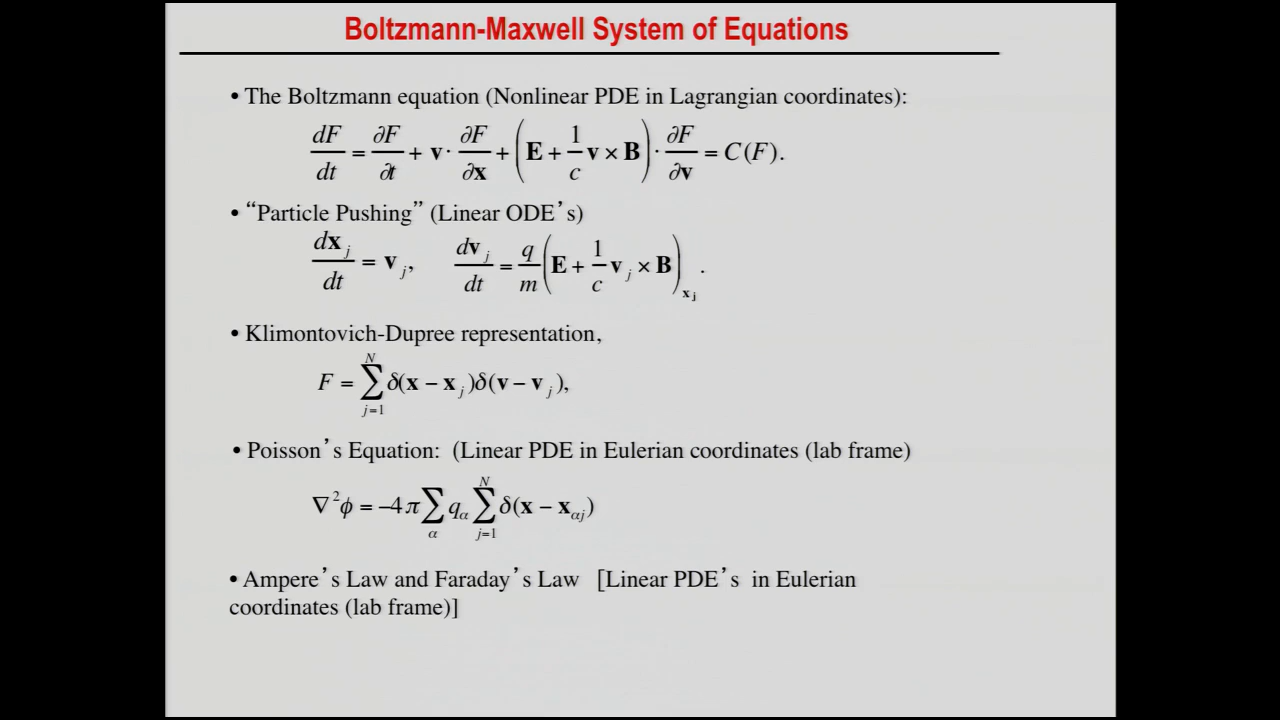 Boltzmann-Maxwell System of Equations
• The Boltzmann equation (Nonlinear PDE in Lagrangian coordinates):
dF/dt = ∂F/∂t + v · ∂F/∂x + (E + 1/c v × B) · ∂F/∂v = C(F).
• “Particle Pushing” (Linear ODE’s)
dx_j/dt = v_j, dv_j/dt = q/m (E + 1/c v_j × B)_{x_j}.
• Klimontovich-Dupree representation,
F = ∑_{j=1}^{N} δ(x − x_j)δ(v − v_j),
• Poisson’s Equation: (Linear PDE in Eulerian coordinates (lab frame)
∇²ϕ = −4π ∑_α q_α ∑_{j=1}^{N} δ(x − x_{αj})
• Ampere’s Law and Faraday’s Law [Linear PDE’s in Eulerian
coordinates (lab frame)]